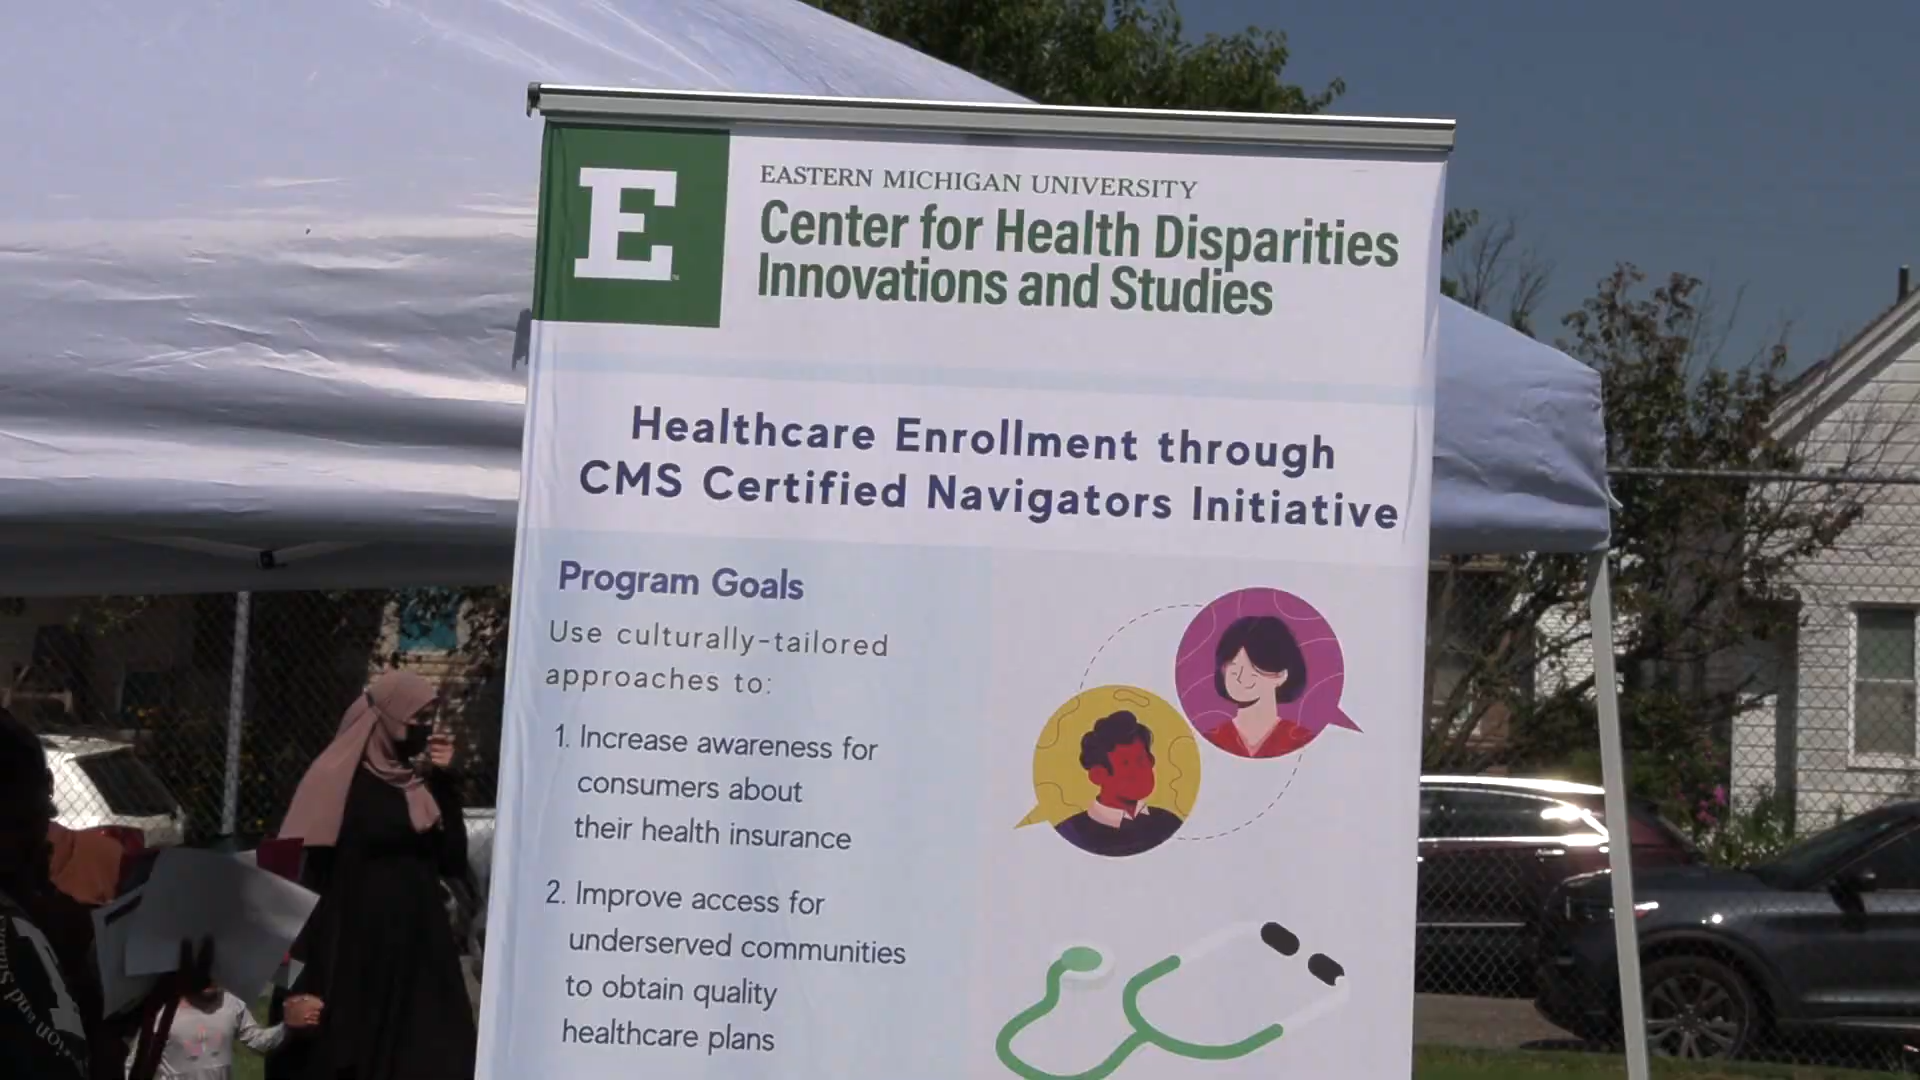 E
EASTERN MICHIGAN UNIVERSITY
Center for Health Disparities
Innovations and Studies
Healthcare Enrollment through
CMS Certified Navigators Initiative
Program Goals
Use culturally-tailored
approaches to:
1. Increase awareness for
consumers about
their health insurance
2. Improve access for
underserved communities
to obtain quality
healthcare plans